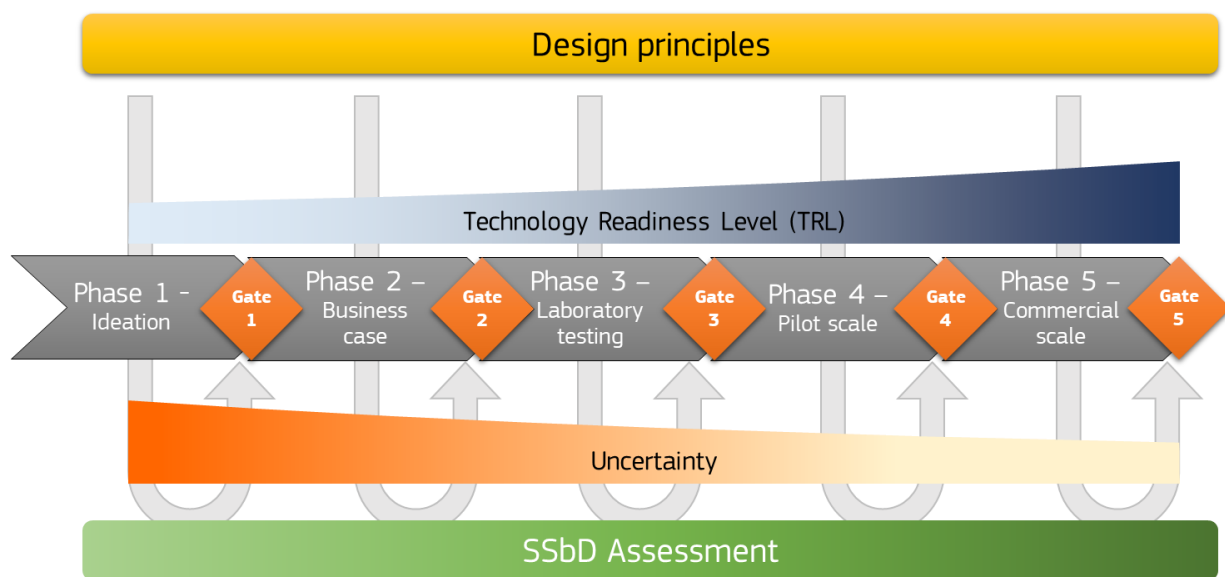 Design principles
Technology Readiness Level (TRL)
Phase 1 -
Ideation
Gate
1
Phase 2 –
Business
case
Gate
2
Phase 3 –
Laboratory
testing
Gate
3
Phase 4 –
Pilot scale
Gate
4
Phase 5 –
Commercial
scale
Gate
5
Uncertainty
SSbD Assessment